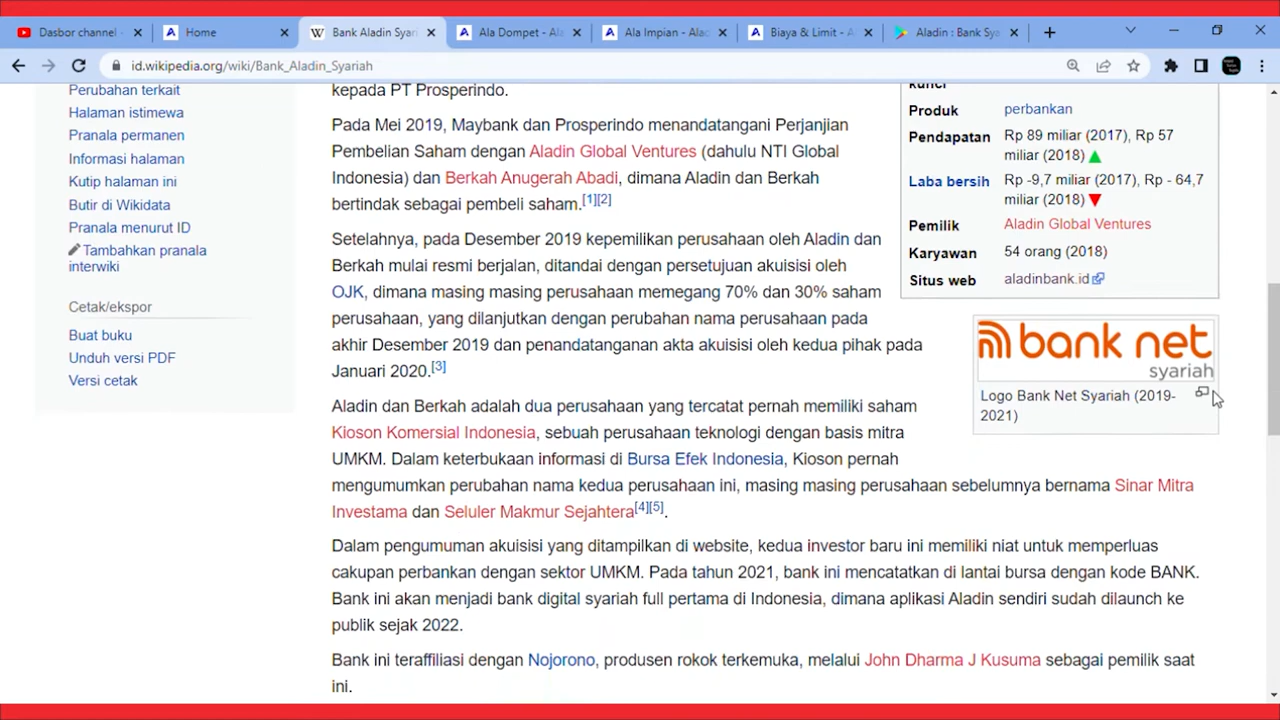 Dasbor channel -
Home
Bank Aladin Syari
Ala Dompet - Ala
Ala Impian - Alad
Biaya & Limit - A
Aladin : Bank Sya
id.wikipedia.org/wiki/Bank_Aladin_Syariah
Perubahan terkait
Halaman istimewa
Pranala permanen
Informasi halaman
Kutip halaman ini
Butir di Wikidata
Pranala menurut ID
Tambahkan pranala
interwiki
Cetak/ekspor
Buat buku
Unduh versi PDF
Versi cetak
kepada PT Prosperindo.
Pada Mei 2019, Maybank dan Prosperindo menandatangani Perjanjian
Pembelian Saham dengan Aladin Global Ventures (dahulu NTI Global
Indonesia) dan Berkah Anugerah Abadi, dimana Aladin dan Berkah
bertindak sebagai pembeli saham.[1][2]
Setelahnya, pada Desember 2019 kepemilikan perusahaan oleh Aladin dan
Berkah mulai resmi berjalan, ditandai dengan persetujuan akuisisi oleh
OJK, dimana masing masing perusahaan memegang 70% dan 30% saham
perusahaan, yang dilanjutkan dengan perubahan nama perusahaan pada
akhir Desember 2019 dan penandatanganan akta akuisisi oleh kedua pihak pada
Januari 2020.[3]
Aladin dan Berkah adalah dua perusahaan yang tercatat pernah memiliki saham
Kioson Komersial Indonesia, sebuah perusahaan teknologi dengan basis mitra
UMKM. Dalam keterbukaan informasi di Bursa Efek Indonesia, Kioson pernah
mengumumkan perubahan nama kedua perusahaan ini, masing masing perusahaan sebelumnya bernama Sinar Mitra
Investama dan Seluler Makmur Sejahtera[4][5].
Dalam pengumuman akuisisi yang ditampilkan di website, kedua investor baru ini memiliki niat untuk memperluas
cakupan perbankan dengan sektor UMKM. Pada tahun 2021, bank ini mencatatkan di lantai bursa dengan kode BANK.
Bank ini akan menjadi bank digital syariah full pertama di Indonesia, dimana aplikasi Aladin sendiri sudah dilaunch ke
publik sejak 2022.
Bank ini teraffiliasi dengan Nojorono, produsen rokok terkemuka, melalui John Dharma J Kusuma sebagai pemilik saat
ini.
kunci
Produk perbankan
Pendapatan Rp 89 miliar (2017), Rp 57
miliar (2018)
Laba bersih Rp -9,7 miliar (2017), Rp - 64,7
miliar (2018)
Pemilik Aladin Global Ventures
Karyawan 54 orang (2018)
Situs web aladinbank.id
bank net
syariah
Logo Bank Net Syariah (2019-
2021)